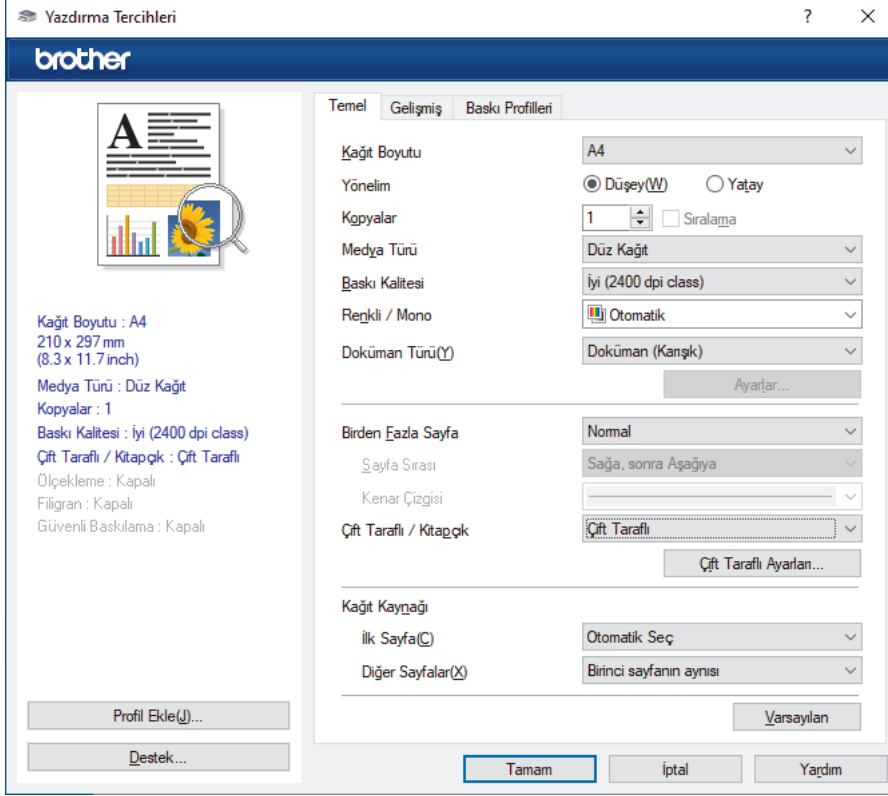 Yazdırma Tercihleri
?
brother
A
Kağıt Boyutu : A4
210 x 297 mm
(8.3 x 11.7 inch)
Medya Türü : Düz Kağıt
Kopyalar : 1
Baskı Kalitesi : İyi (2400 dpi class)
Çift Taraflı / Kitapçık : Çift Taraflı
Ölçekleme : Kapalı
Filigran : Kapalı
Güvenli Baskılama : Kapalı
Profil Ekle(J)...
Destek...
Temel Gelişmiş Baskı Profilleri
Kağıt Boyutu A4
Yönelim Düşey(W) Yatay
Kopyalar 1 Sıralama
Medya Türü Düz Kağıt
Baskı Kalitesi İyi (2400 dpi class)
Renkli / Mono Otomatik
Doküman Türü(Y) Doküman (Karışık)
Ayarlar...
Birden Fazla Sayfa Normal
Sayfa Sırası Sağa, sonra Aşağıya
Kenar Çizgisi
Çift Taraflı / Kitapçık Çift Taraflı
Çift Taraflı Ayarları...
Kağıt Kaynağı
İlk Sayfa(C) Otomatik Seç
Diğer Sayfalar(X) Birinci sayfanın aynısı
Varsayılan
Tamam İptal Yardım